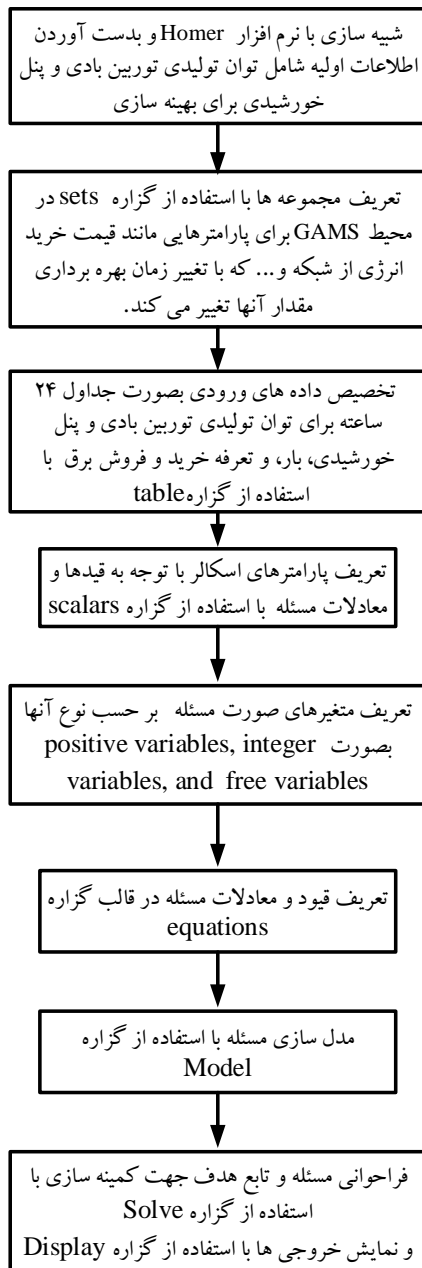 شبیه سازی با نرم افزار Homer و بدست آوردن
اطلاعات اولیه شامل توان تولیدی توربین بادی و پنل
خورشیدی برای بهینه سازی
تعریف مجموعه ها با استفاده از گزاره sets در
محیط GAMS برای پارامترهایی مانند قیمت خرید
انرژی از شبکه و ... که با تغییر زمان بهره برداری
مقدار آنها تغییر می کند.
تخصیص داده های ورودی بصورت جداول ۲۴
ساعته برای توان تولیدی توربین بادی و پنل
خورشیدی، بار، و تعرفه خرید و فروش برق با
استفاده از گزاره table
تعریف پارامترهای اسکالر با توجه به قیدها و
معادلات مسئله با استفاده از گزاره scalars
تعریف متغیرهای صورت مسئله بر حسب نوع آنها
بصورت positive variables, integer
variables, and free variables
تعریف قیود و معادلات مسئله در قالب گزاره
equations
مدل سازی مسئله با استفاده از گزاره
Model
فراخوانی مسئله و تابع هدف جهت کمینه سازی با
استفاده از گزاره Solve
و نمایش خروجی ها با استفاده از گزاره Display